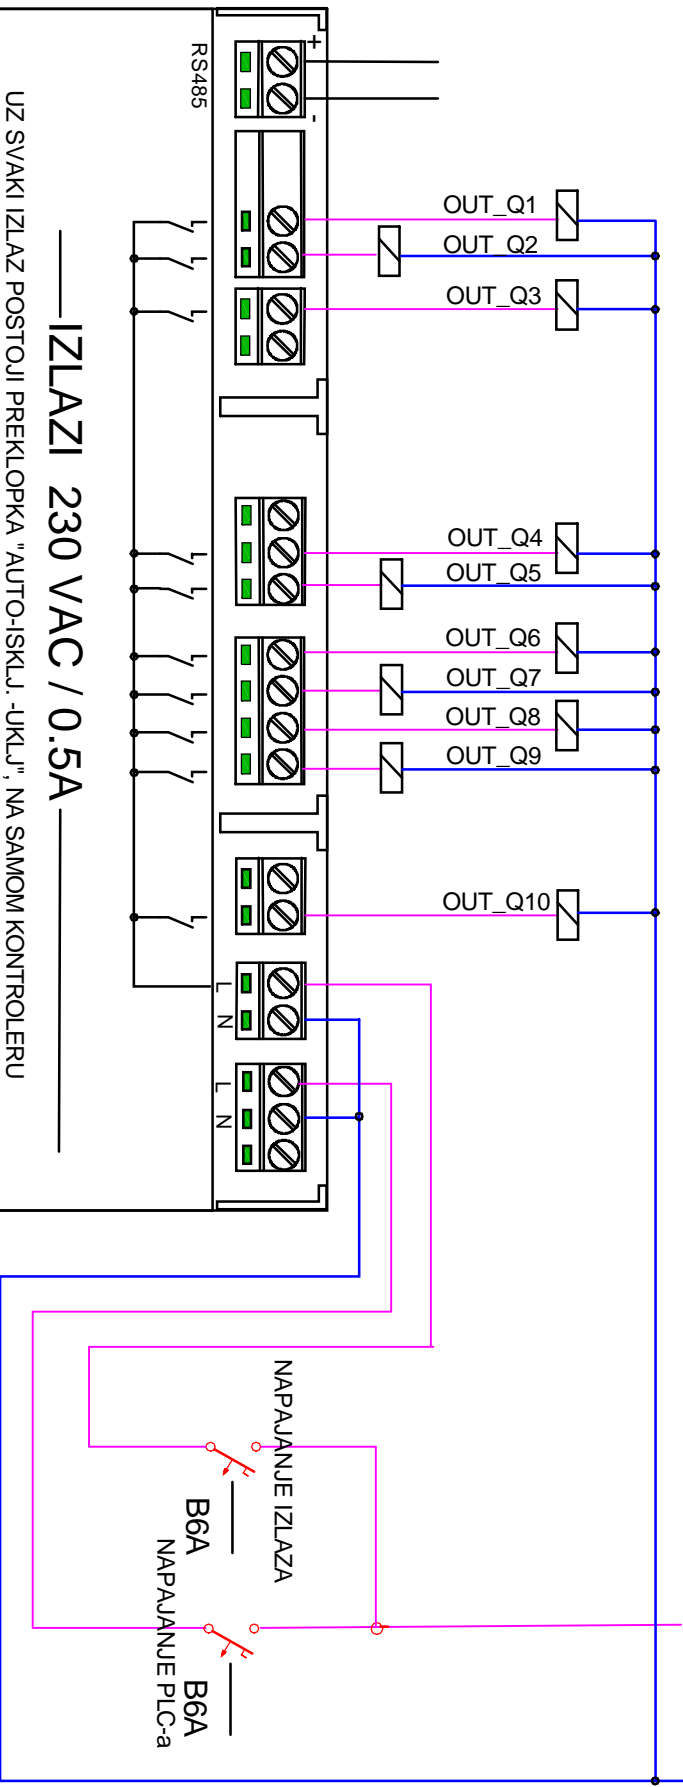 +
-
RS485
OUT_Q1
OUT_Q2
OUT_Q3
OUT_Q4
OUT_Q5
OUT_Q6
OUT_Q7
OUT_Q8
OUT_Q9
OUT_Q10
IZLAZI 230 VAC / 0.5A
UZ SVAKI IZLAZ POSTOJI PREKLOPKA "AUTO-ISKLJ. -UKLJ", NA SAMOM KONTROLERU
L
N
L
N
NAPAJANJE IZLAZA
B6A
NAPAJANJE PLC-a
B6A